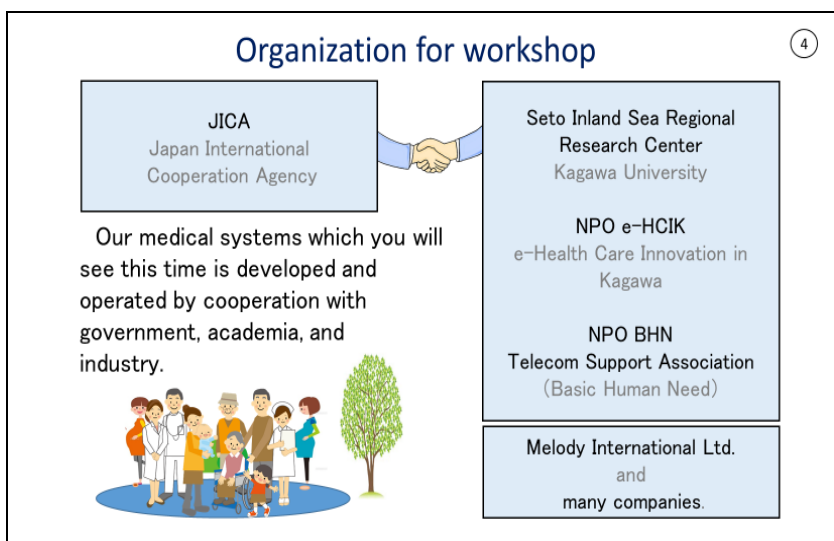 Organization for workshop
4
JICA
Japan International
Cooperation Agency
Our medical systems which you will
see this time is developed and
operated by cooperation with
government, academia, and
industry.
Seto Inland Sea Regional
Research Center
Kagawa University
NPO e-HCIK
e-Health Care Innovation in
Kagawa
NPO BHN
Telecom Support Association
(Basic Human Need)
Melody International Ltd.
and
many companies.